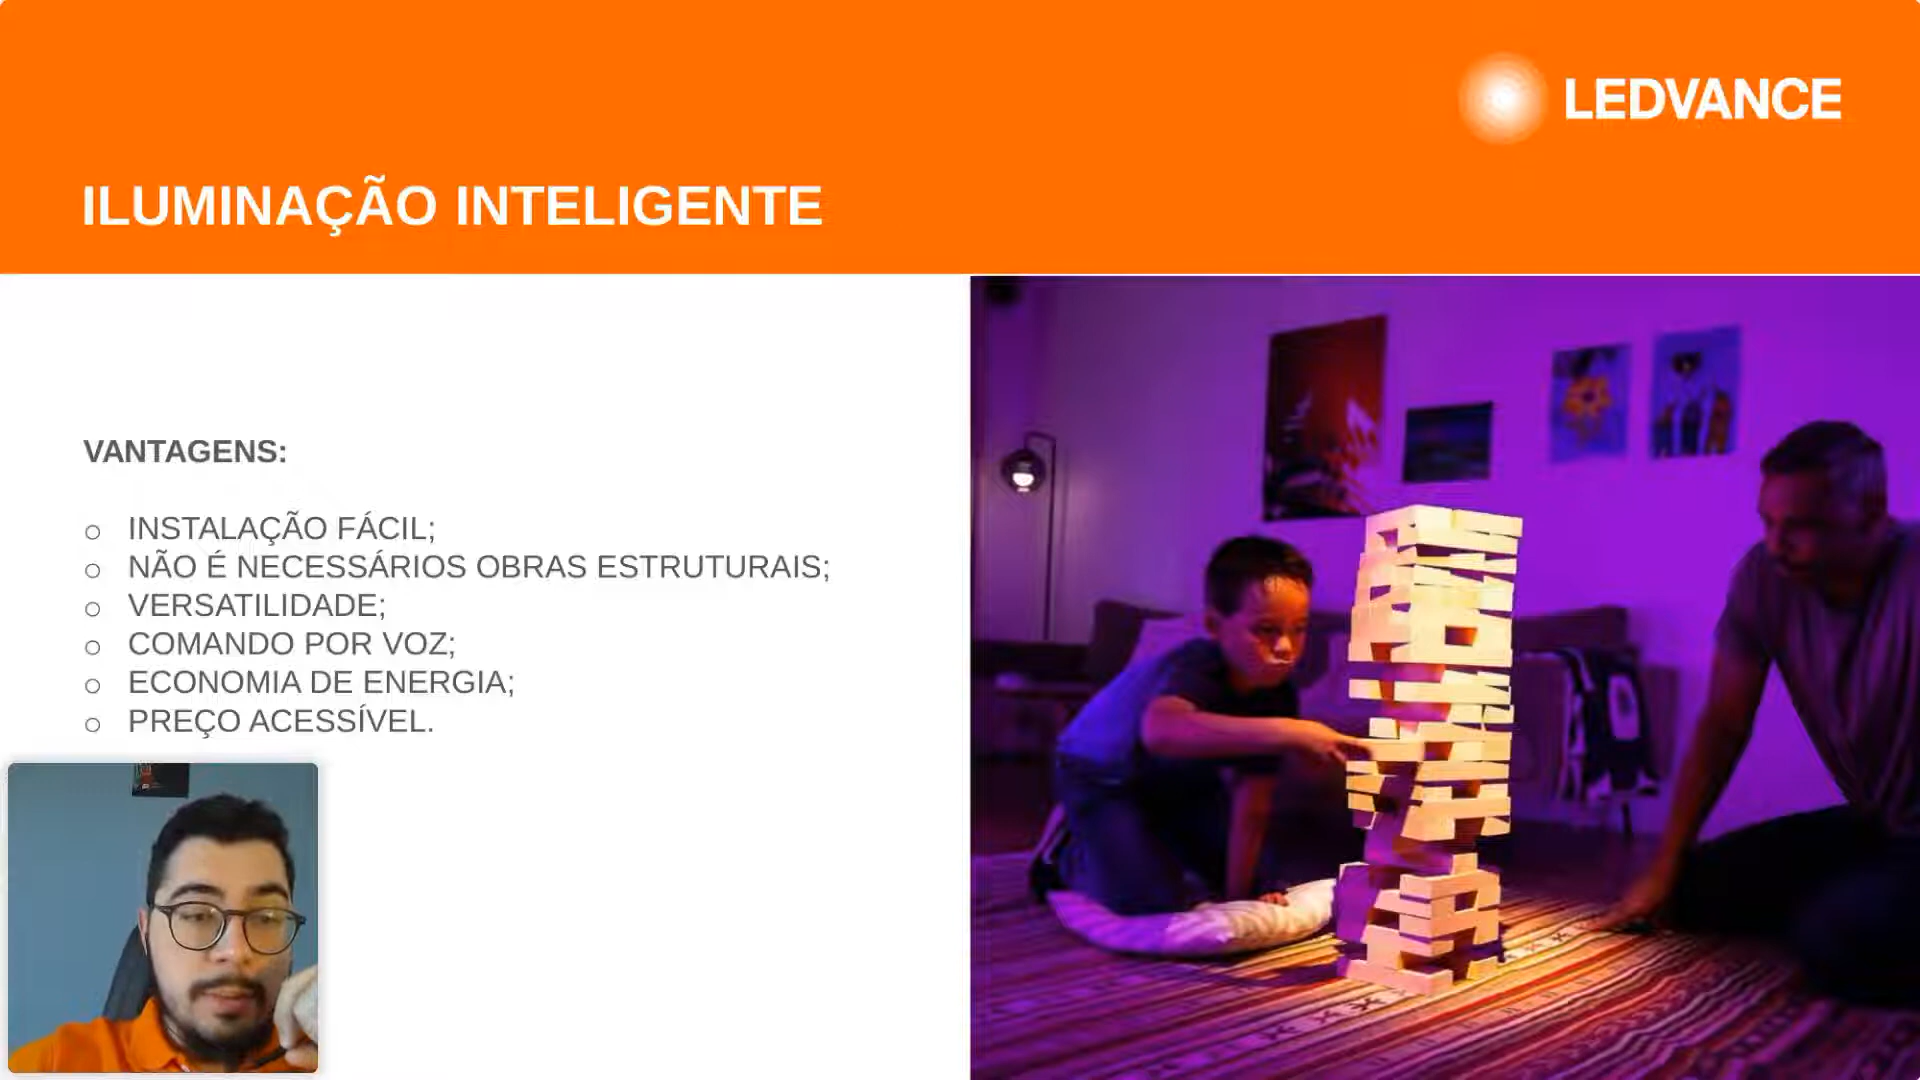 LEDVANCE
ILUMINAÇÃO INTELIGENTE
VANTAGENS:
INSTALAÇÃO FÁCIL;
NÃO É NECESSÁRIOS OBRAS ESTRUTURAIS;
VERSATILIDADE;
COMANDO POR VOZ;
ECONOMIA DE ENERGIA;
PREÇO ACESSÍVEL.